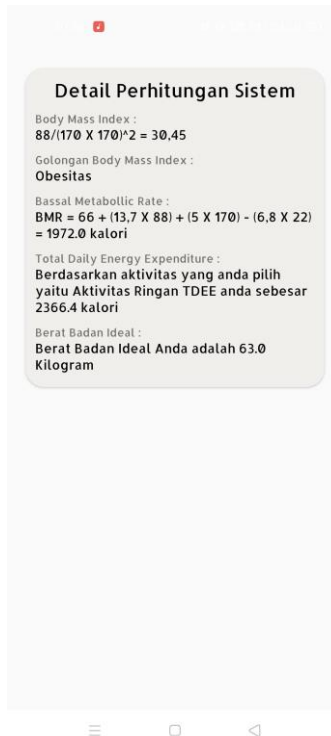 Detail Perhitungan Sistem
Body Mass Index :
88/(170 X 170)^2 = 30,45
Golongan Body Mass Index :
Obesitas
Bassal Metabollic Rate :
BMR = 66 + (13,7 X 88) + (5 X 170) - (6,8 X 22)
= 1972.0 kalori
Total Daily Energy Expenditure :
Berdasarkan aktivitas yang anda pilih
yaitu Aktivitas Ringan TDEE anda sebesar
2366.4 kalori
Berat Badan Ideal :
Berat Badan Ideal Anda adalah 63.0
Kilogram